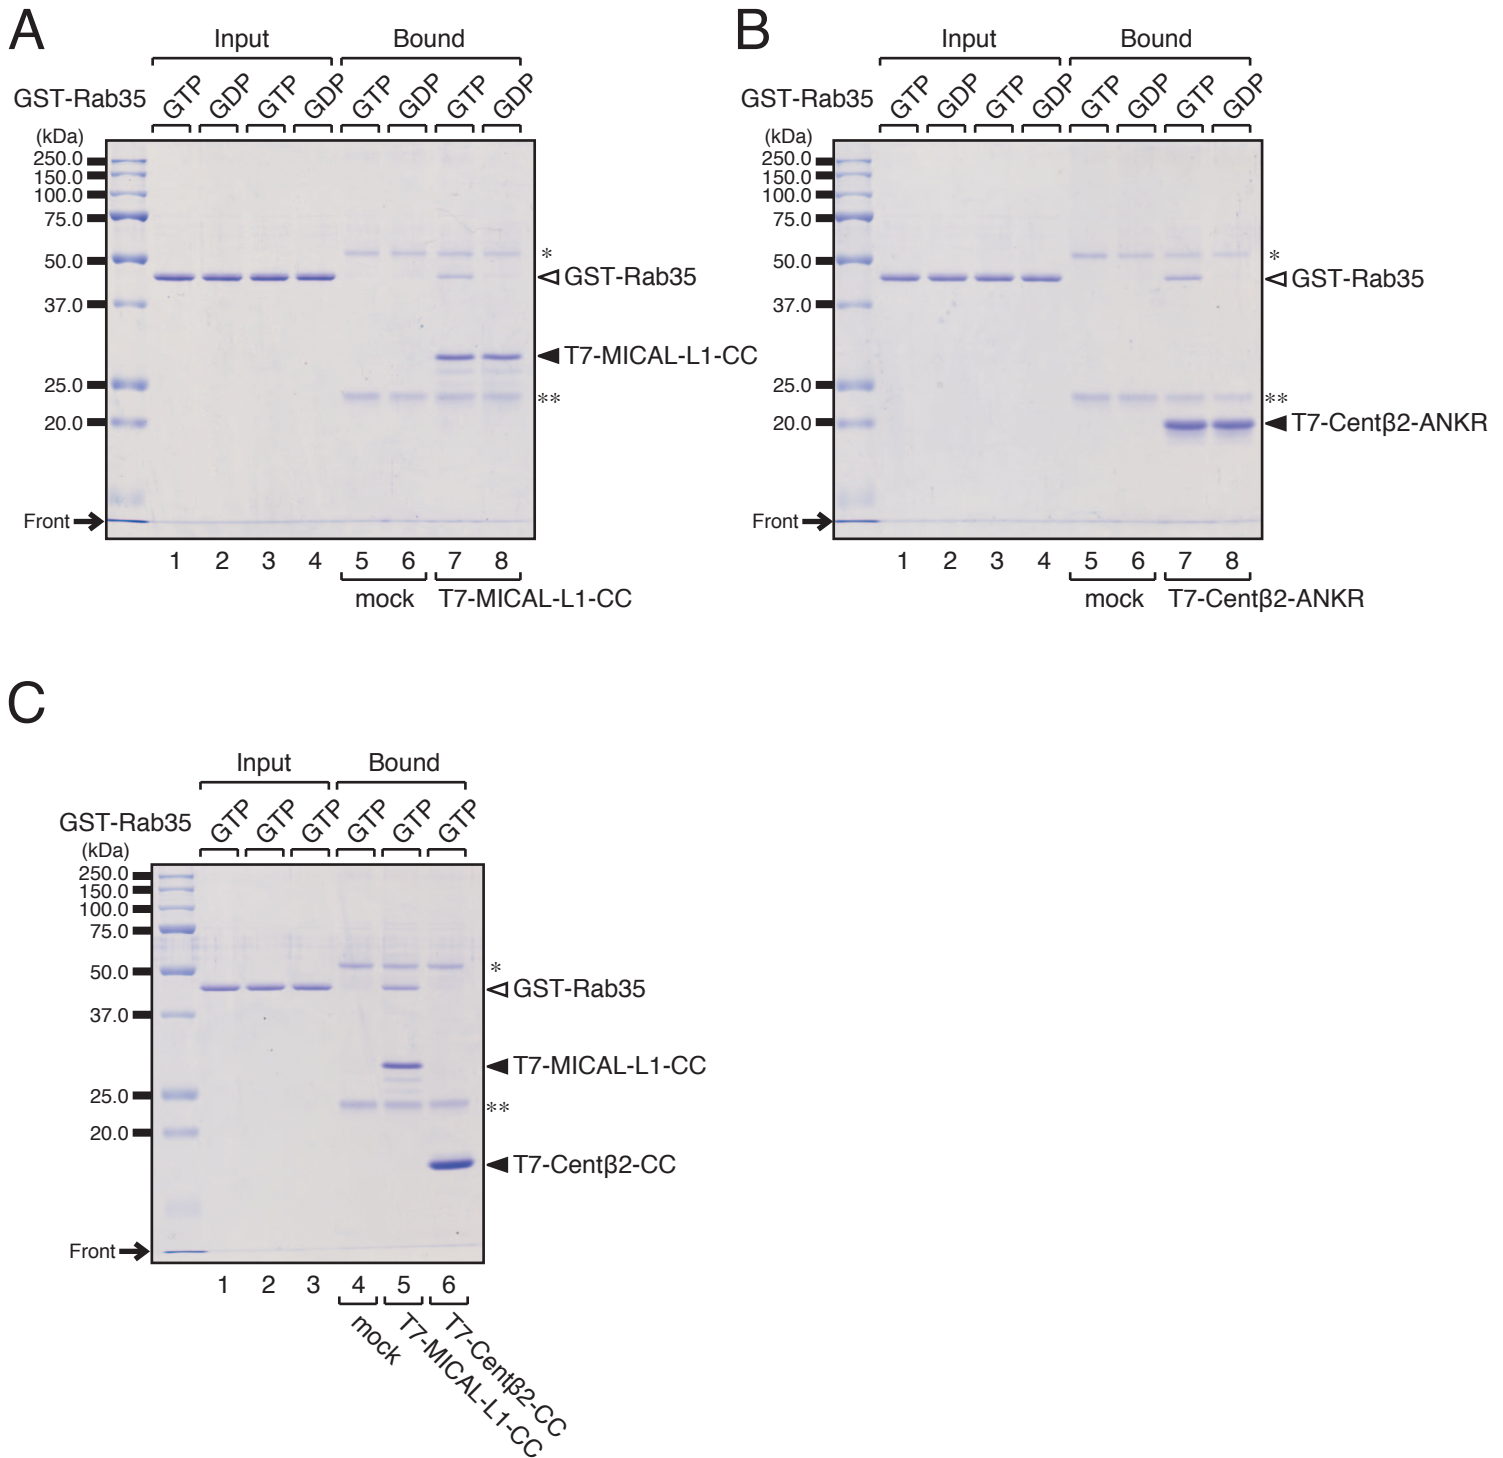 A
Input Bound
GST-Rab35 GTP GDP GTP GDP GTP GDP GTP GDP
(kDa)
250.0
150.0
100.0
75.0
50.0 *
GST-Rab35
37.0
T7-MICAL-L1-CC
25.0
**
20.0
Front
1 2 3 4 5 6 7 8
mock T7-MICAL-L1-CC
B
Input Bound
GST-Rab35 GTP GDP GTP GDP GTP GDP GTP GDP
(kDa)
250.0
150.0
100.0
75.0
50.0 *
GST-Rab35
37.0
25.0
**
20.0 T7-Centβ2-ANKR
Front
1 2 3 4 5 6 7 8
mock T7-Centβ2-ANKR
C
Input Bound
GST-Rab35 GTP GTP GTP GTP GTP GTP
(kDa)
250.0
150.0
100.0
75.0
50.0 *
GST-Rab35
37.0
T7-MICAL-L1-CC
25.0
**
20.0
T7-Centβ2-CC
Front
1 2 3 4 5 6
mock
T7-MICAL-L1-CC
T7-Centβ2-CC